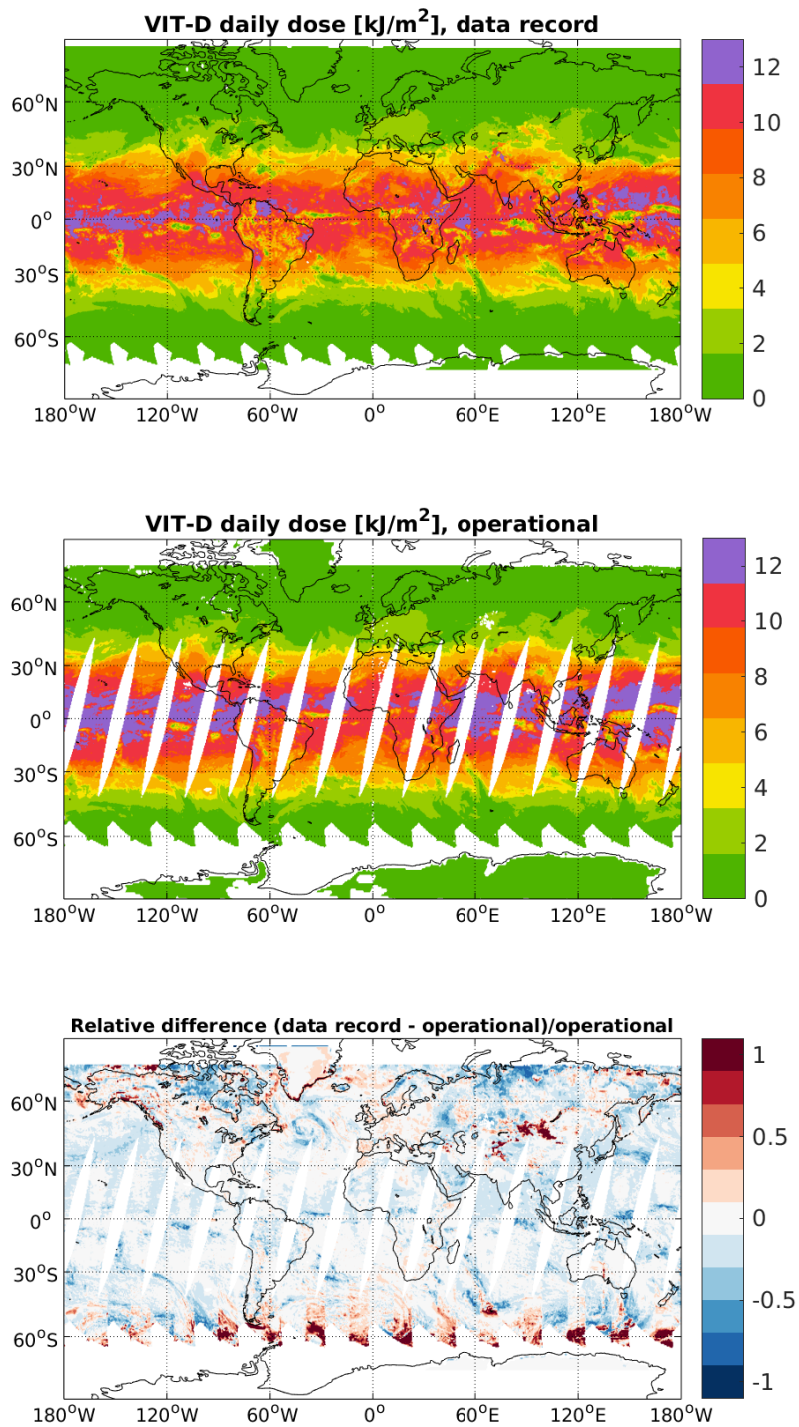 VIT-D daily dose [kJ/m²], data record
60°N
30°N
0°
30°S
60°S
180°W 120°W 60°W 0° 60°E 120°E 180°W
12
10
8
6
4
2
0
VIT-D daily dose [kJ/m²], operational
60°N
30°N
0°
30°S
60°S
180°W 120°W 60°W 0° 60°E 120°E 180°W
12
10
8
6
4
2
0
Relative difference (data record - operational)/operational
60°N
30°N
0°
30°S
60°S
180°W 120°W 60°W 0° 60°E 120°E 180°W
1
0.5
0
-0.5
-1